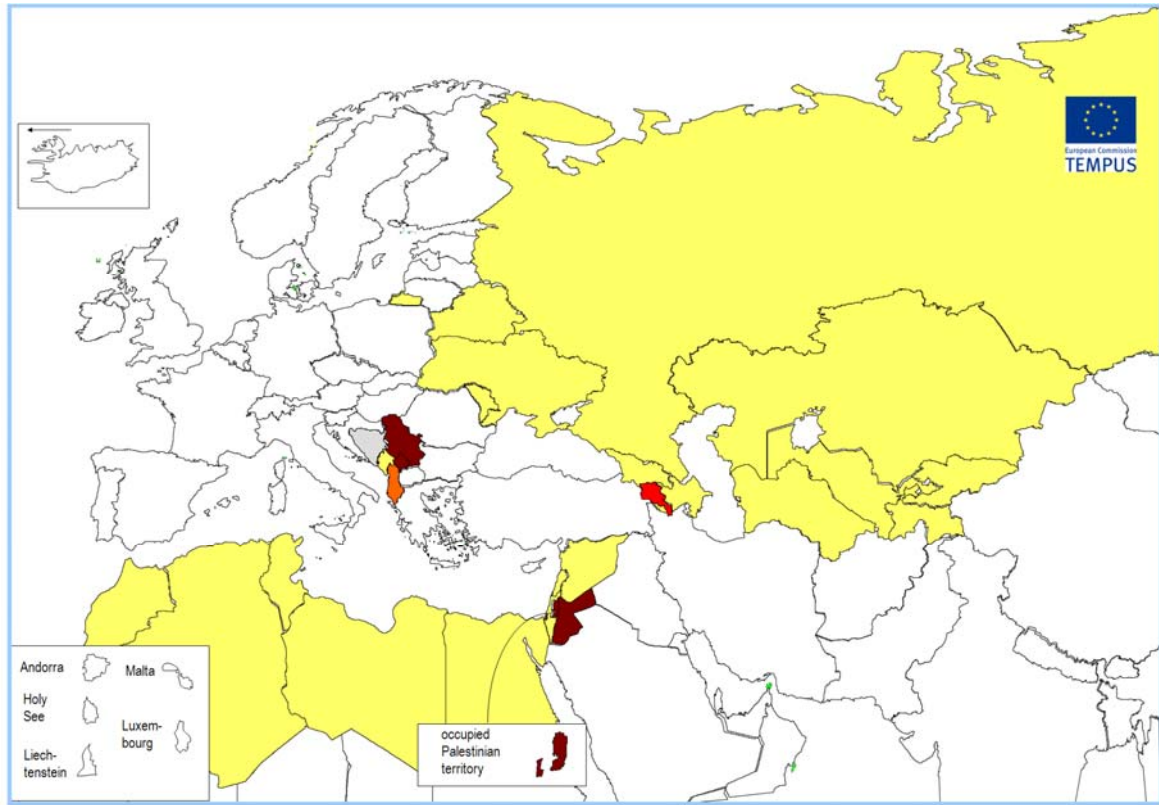 European Commission
TEMPUS
Andorra
Malta
Holy
See
Luxem-
bourg
Liech-
tenstein
occupied
Palestinian
territory